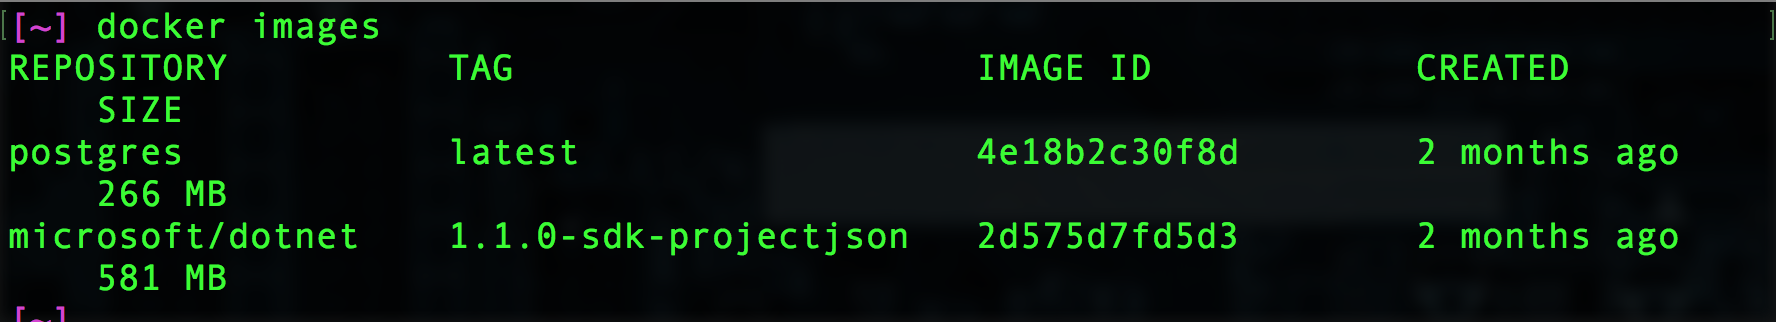 [~] docker images
REPOSITORY TAG IMAGE ID CREATED
SIZE
postgres latest 4e18b2c30f8d 2 months ago
266 MB
microsoft/dotnet 1.1.0-sdk-projectjson 2d575d7fd5d3 2 months ago
581 MB
[~]